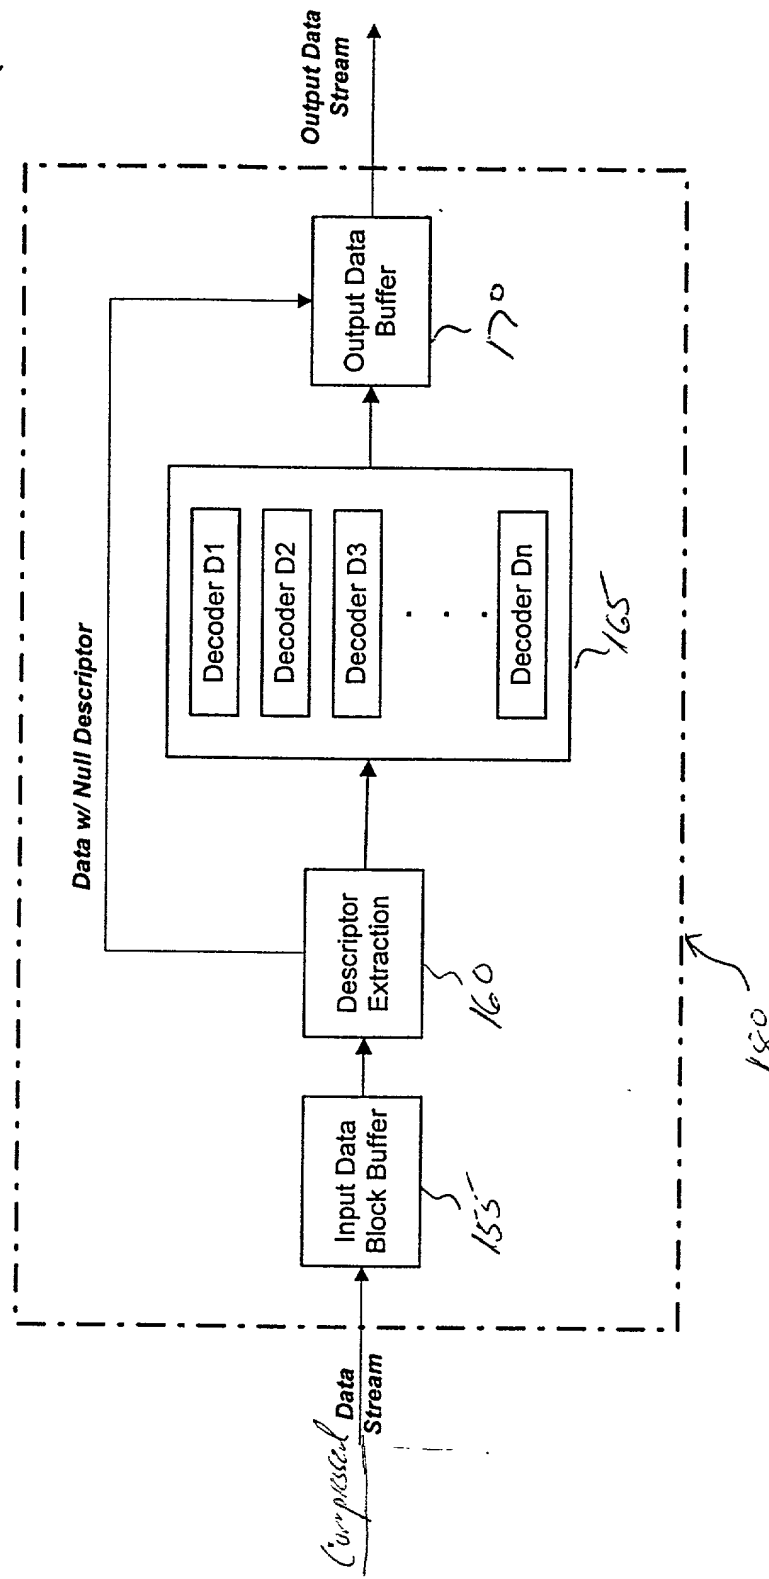 Data w/ Null Descriptor
Compressed
Data
Stream
Input Data
Block Buffer
155
Descriptor
Extraction
160
Decoder D1
Decoder D2
Decoder D3
. . .
Decoder Dn
165
Output Data
Buffer
170
Output Data
Stream
180